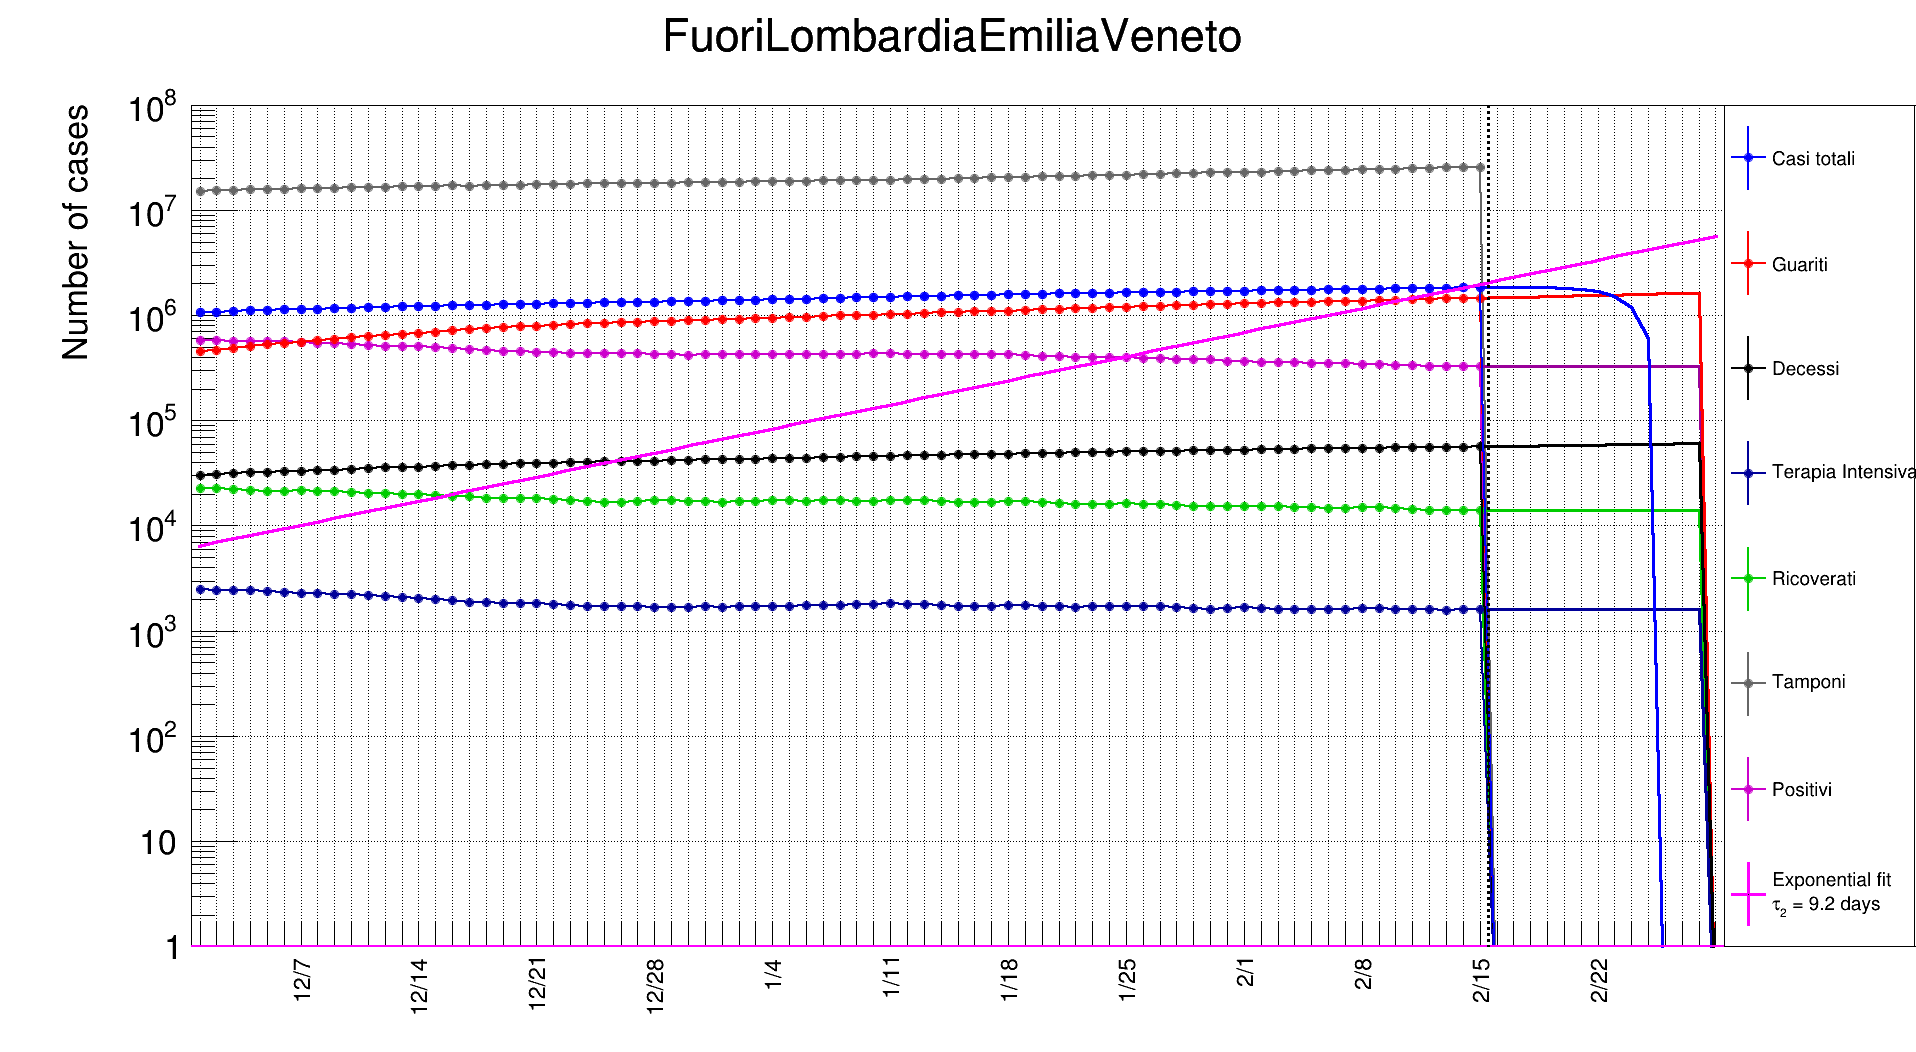 FuoriLombardiaEmiliaVeneto
Number of cases
10^8
10^7
10^6
10^5
10^4
10^3
10^2
10
1
12/7
12/14
12/21
12/28
1/4
1/11
1/18
1/25
2/1
2/8
2/15
2/22
Casi totali
Guariti
Decessi
Terapia Intensiva
Ricoverati
Tamponi
Positivi
Exponential fit
τ₂ = 9.2 days